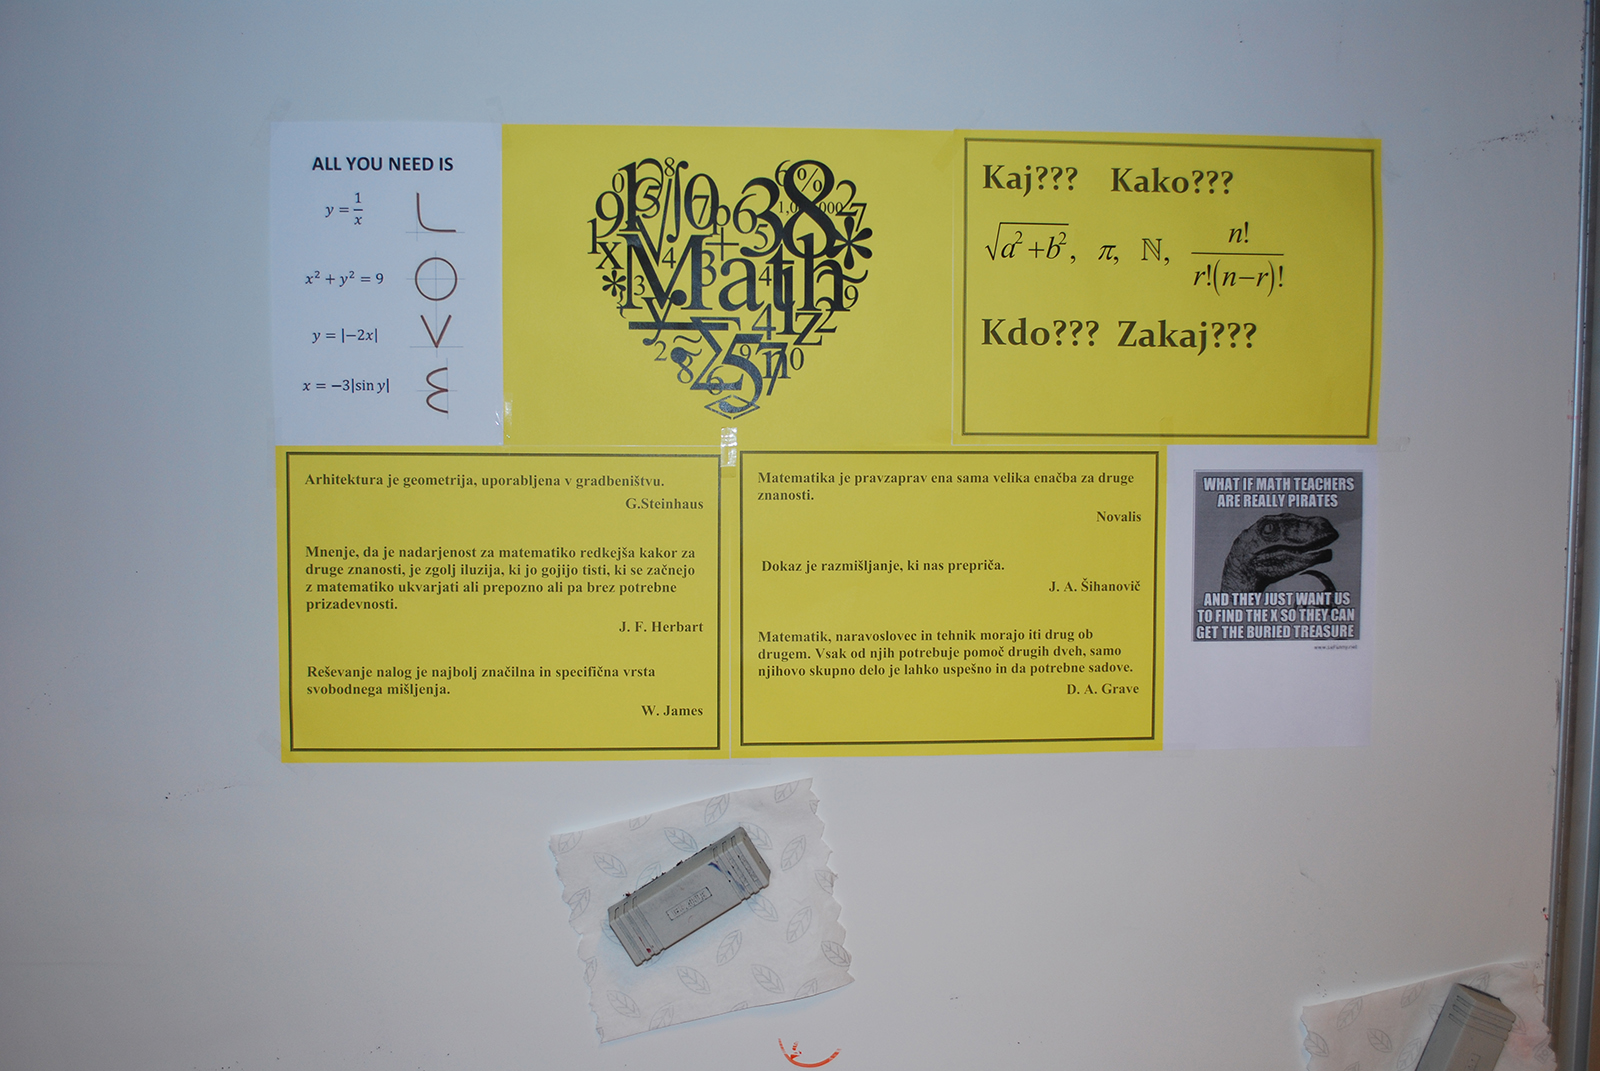 ALL YOU NEED IS
y = 1/x
x² + y² = 9
y = |−2x|
x = −3|sin y|
Math
Kaj??? Kako???
√a²+b², π, ℕ, n!/r!(n−r)!
Kdo??? Zakaj???
Arhitektura je geometrija, uporabljena v gradbeništvu.
G.Steinhaus
Mnenje, da je nadarjenost za matematiko redkejša kakor za
druge znanosti, je zgolj iluzija, ki jo gojijo tisti, ki se začnejo
z matematiko ukvarjati ali prepozno ali pa brez potrebne
prizadevnosti.
J. F. Herbart
Reševanje nalog je najbolj značilna in specifična vrsta
svobodnega mišljenja.
W. James
Matematika je pravzaprav ena sama velika enačba za druge
znanosti.
Novalis
Dokaz je razmišljanje, ki nas prepriča.
J. A. Šihanovič
Matematik, naravoslovec in tehnik morajo iti drug ob
drugem. Vsak od njih potrebuje pomoč drugih dveh, samo
njihovo skupno delo je lahko uspešno in da potrebne sadove.
D. A. Grave
WHAT IF MATH TEACHERS
ARE REALLY PIRATES
AND THEY JUST WANT US
TO FIND THE X SO THEY CAN
GET THE BURIED TREASURE